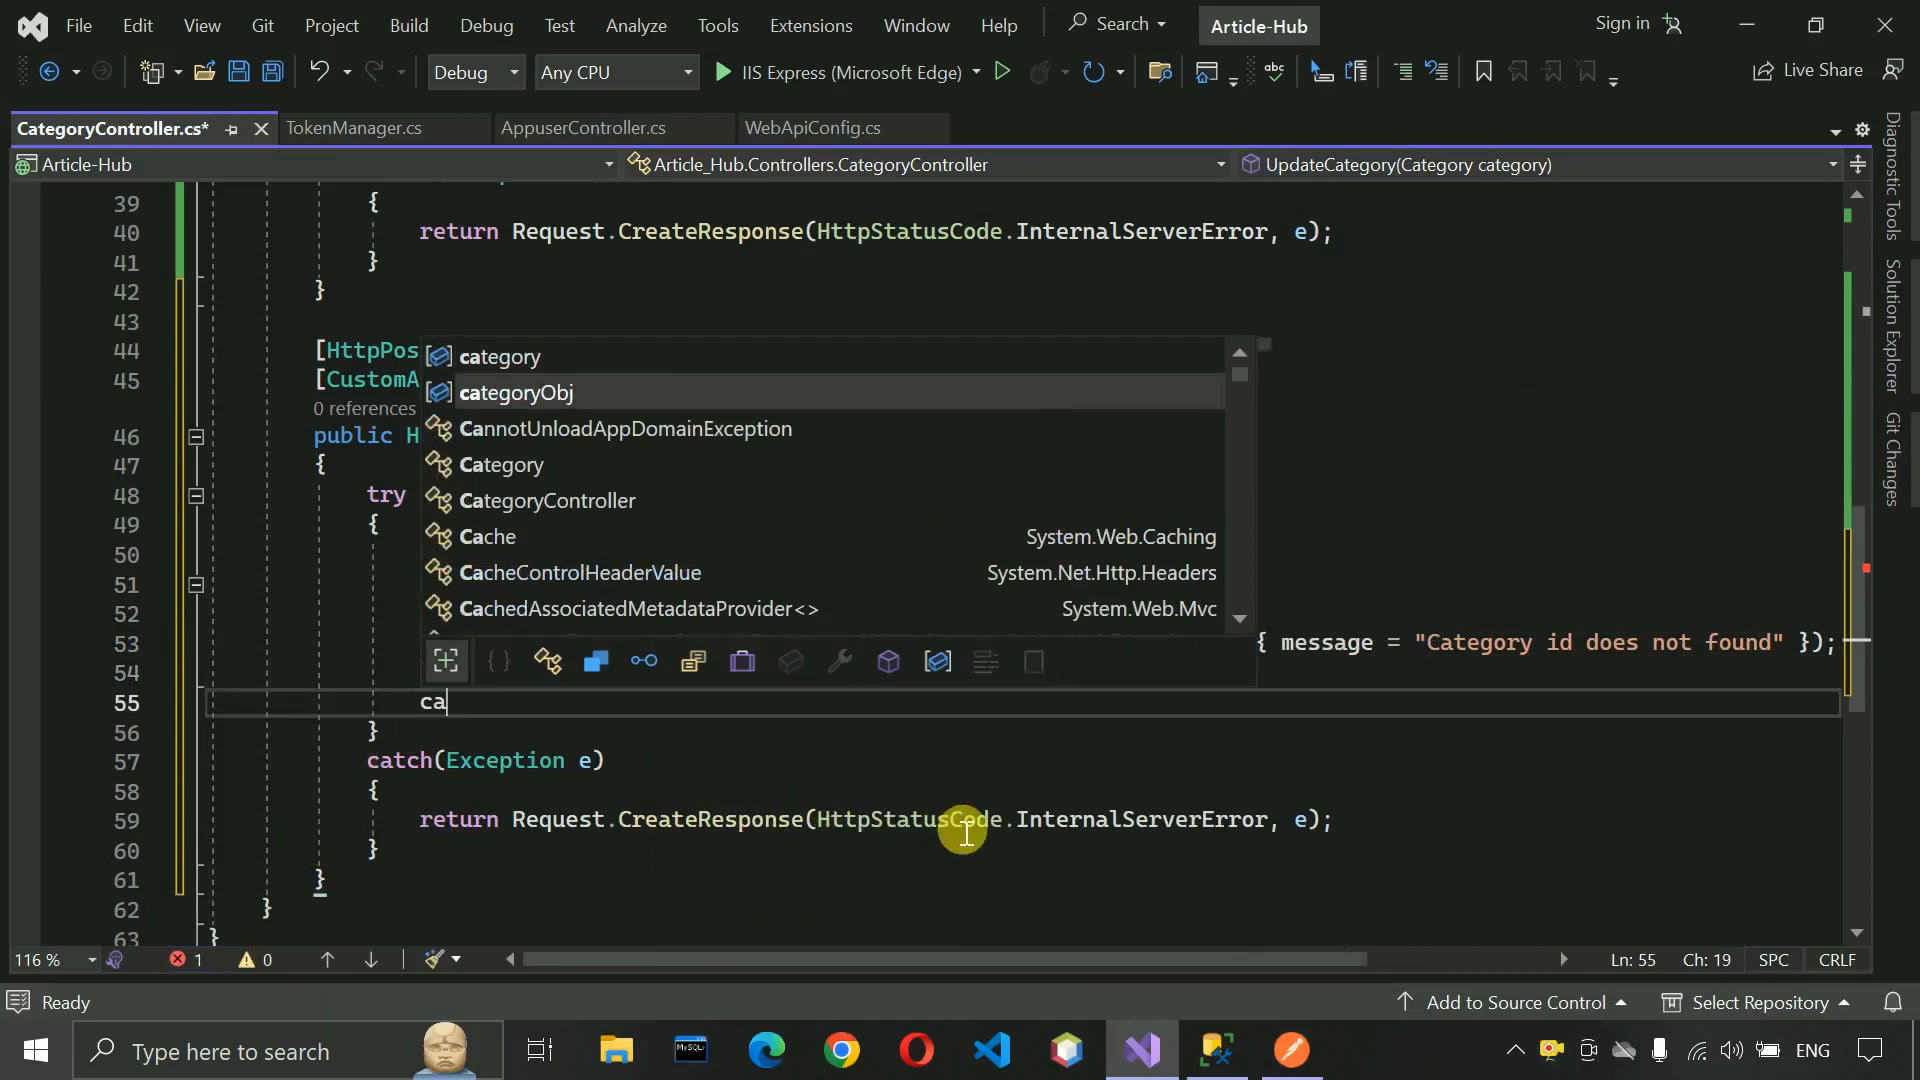 File Edit View Git Project Build Debug Test Analyze Tools Extensions Window Help Search Article-Hub Sign in
Debug Any CPU IIS Express (Microsoft Edge) Live Share
CategoryController.cs* TokenManager.cs AppuserController.cs WebApiConfig.cs
Article-Hub Article_Hub.Controllers.CategoryController UpdateCategory(Category category)
39 {
40 return Request.CreateResponse(HttpStatusCode.InternalServerError, e);
41 }
42 }
43
44 [HttpPos
45 [CustomA
0 references
46 public H
47 {
48 try
49 {
50
51
52
53 { message = "Category id does not found" });
54
55 ca
56 }
57 catch(Exception e)
58 {
59 return Request.CreateResponse(HttpStatusCode.InternalServerError, e);
60 }
61 }
62 }
63 }
category
categoryObj
CannotUnloadAppDomainException
Category
CategoryController
Cache System.Web.Caching
CacheControlHeaderValue System.Net.Http.Headers
CachedAssociatedMetadataProvider<> System.Web.Mvc
Diagnostic Tools
Solution Explorer
Git Changes
116 % 1 0 Ln: 55 Ch: 19 SPC CRLF
Ready Add to Source Control Select Repository
Type here to search ENG